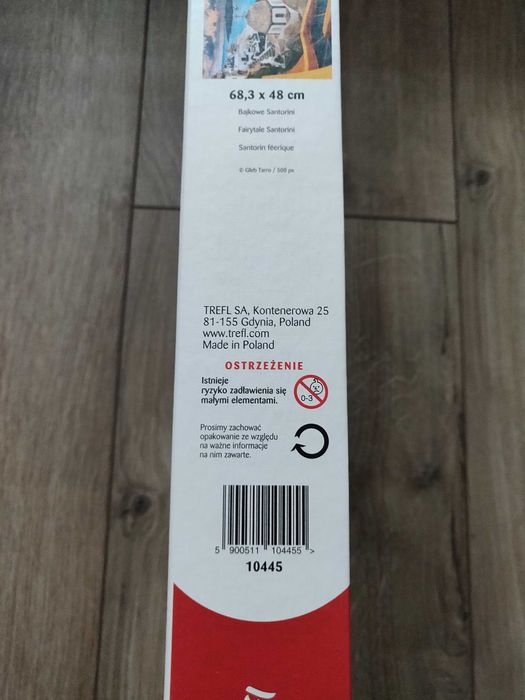 68,3 x 48 cm
Bajkowe Santorini
Fairytale Santorini
Santorin féerique
© Gleb Tarro / 500 px
TREFL SA, Kontenerowa 25
81-155 Gdynia, Poland
www.trefl.com
Made in Poland
OSTRZEŻENIE
Istnieje
ryzyko zadławienia się
małymi elementami.
0-3
Prosimy zachować
opakowanie ze względu
na ważne informacje
na nim zawarte.
5 900511 104455 >
10445